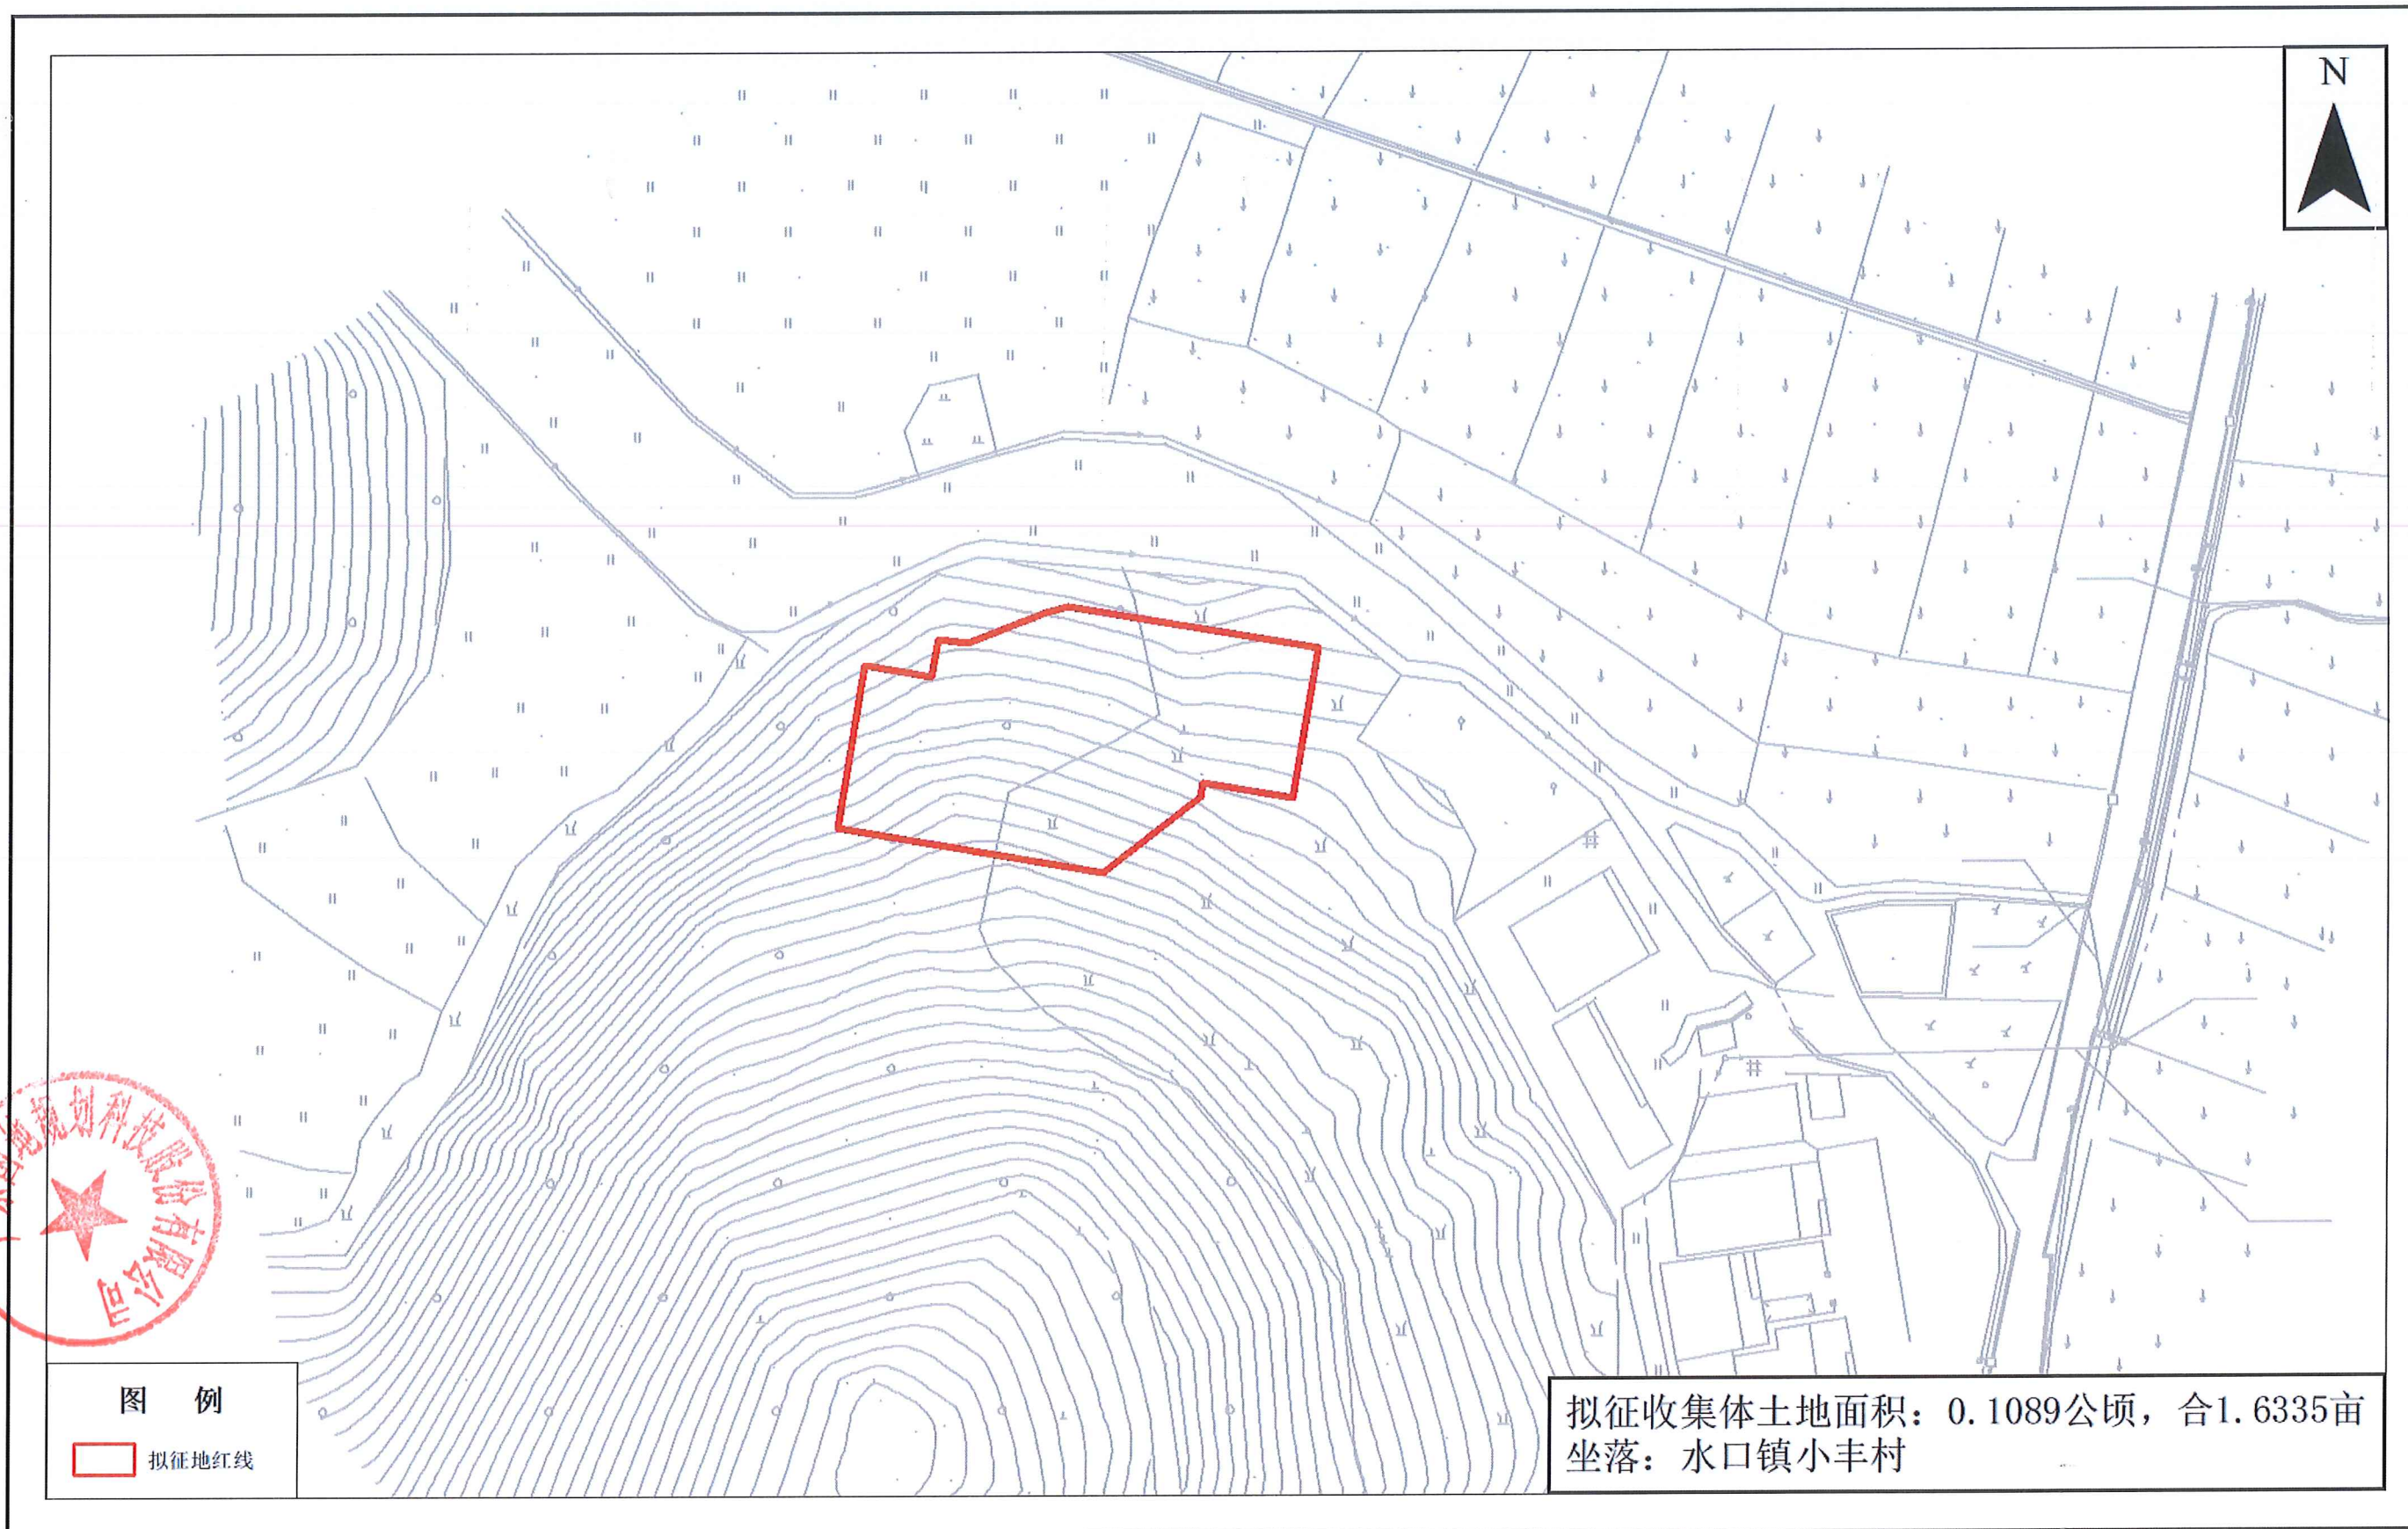 N
规划科技股份有限公司
图 例
拟征地红线
拟征收集体土地面积：0.1089公顷，合1.6335亩
坐落：水口镇小丰村